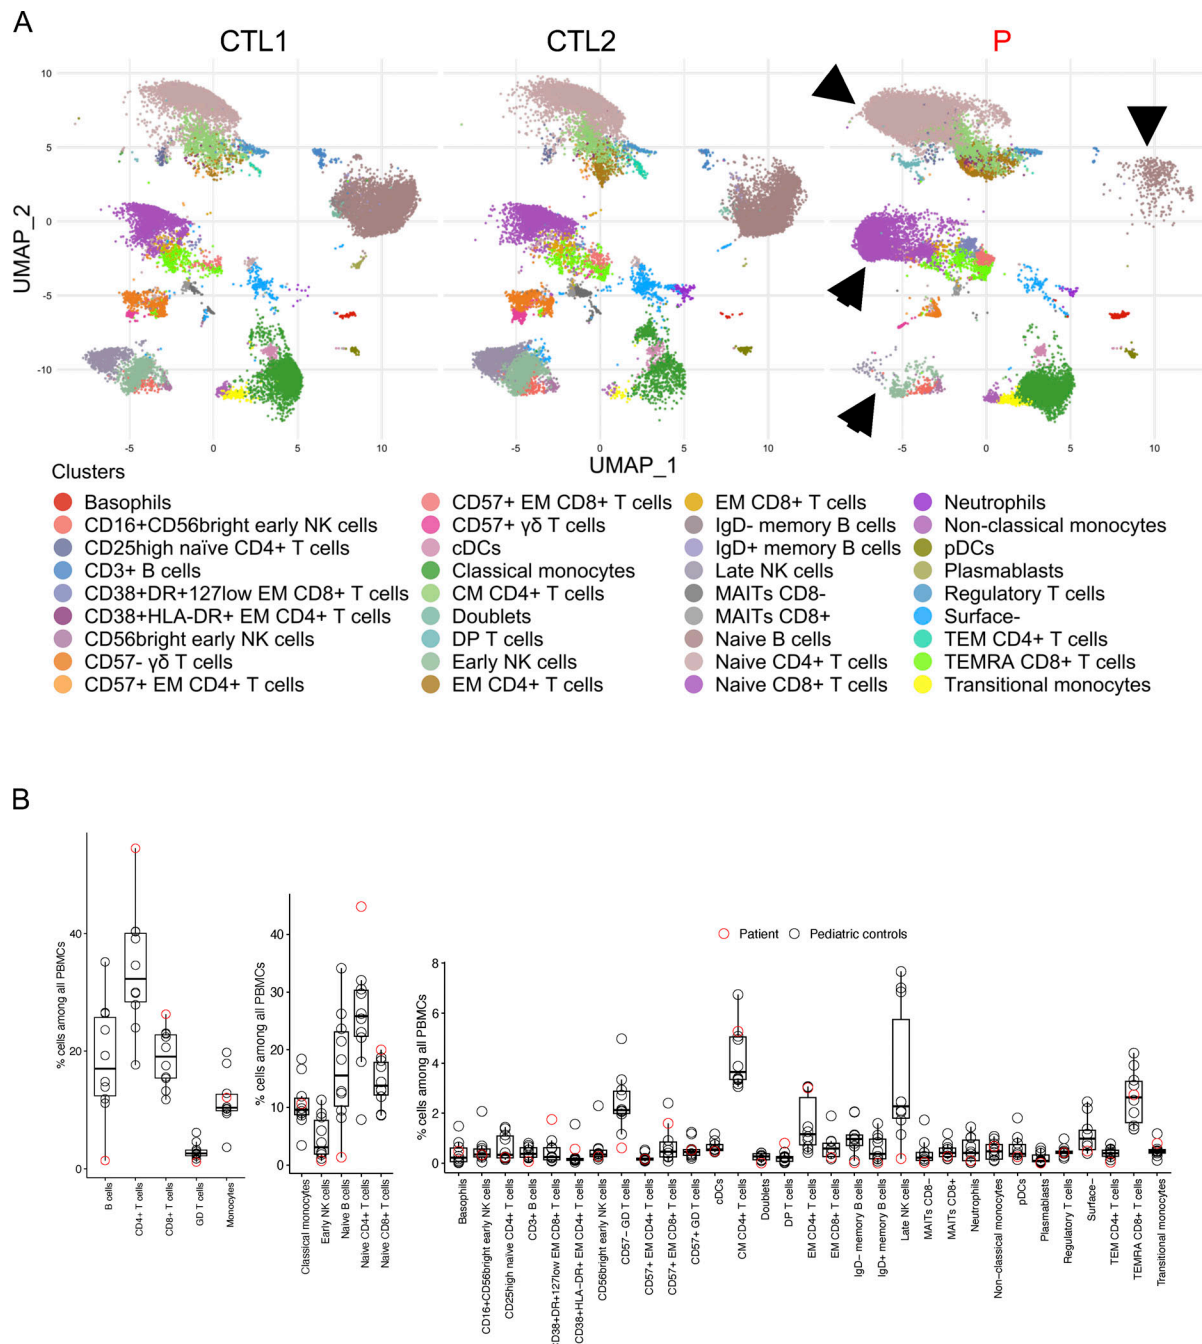 A
CTL1
CTL2
P
10
5
0
-5
-10
UMAP_2
-5
0
5
10
-5
0
5
10
-5
0
5
10
UMAP_1
Clusters
Basophils
CD16+CD56bright early NK cells
CD25high naïve CD4+ T cells
CD3+ B cells
CD38+DR+127low EM CD8+ T cells
CD38+HLA-DR+ EM CD4+ T cells
CD56bright early NK cells
CD57- γδ T cells
CD57+ EM CD4+ T cells
CD57+ EM CD8+ T cells
CD57+ γδ T cells
cDCs
Classical monocytes
CM CD4+ T cells
Doublets
DP T cells
Early NK cells
EM CD4+ T cells
EM CD8+ T cells
IgD- memory B cells
IgD+ memory B cells
Late NK cells
MAITs CD8-
MAITs CD8+
Naive B cells
Naive CD4+ T cells
Naive CD8+ T cells
Neutrophils
Non-classical monocytes
pDCs
Plasmablasts
Regulatory T cells
Surface-
TEM CD4+ T cells
TEMRA CD8+ T cells
Transitional monocytes
B
% cells among all PBMCs
40
20
0
B cells
CD4+ T cells
CD8+ T cells
GD T cells
Monocytes
% cells among all PBMCs
40
30
20
10
0
Classical monocytes
Early NK cells
Naive B cells
Naive CD4+ T cells
Naive CD8+ T cells
Patient
Pediatric controls
% cells among all PBMCs
8
6
4
2
0
Basophils
CD16+CD56bright early NK cells
CD25high naïve CD4+ T cells
CD3+ B cells
CD38+DR+127low EM CD8+ T cells
CD38+HLA-DR+ EM CD4+ T cells
CD56bright early NK cells
CD57- GD T cells
CD57+ EM CD4+ T cells
CD57+ EM CD8+ T cells
CD57+ GD T cells
cDCs
CM CD4+ T cells
Doublets
DP T cells
EM CD4+ T cells
EM CD8+ T cells
IgD- memory B cells
IgD+ memory B cells
Late NK cells
MAITs CD8-
MAITs CD8+
Neutrophils
Non-classical monocytes
pDCs
Plasmablasts
Regulatory T cells
Surface-
TEM CD4+ T cells
TEMRA CD8+ T cells
Transitional monocytes